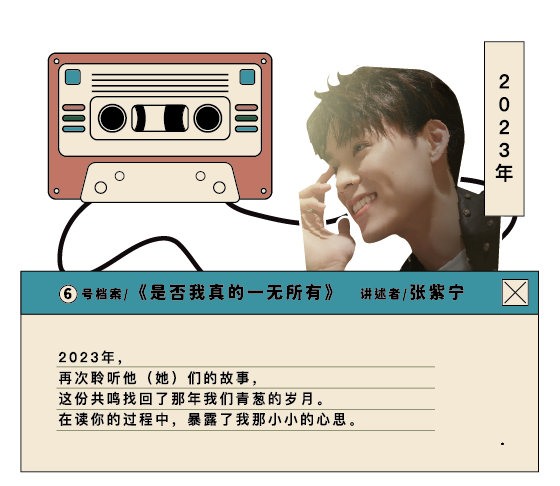 2023年
6号档案/《是否我真的一无所有》 讲述者/张紫宁
2023年，
再次聆听他（她）们的故事，
这份共鸣找回了那年我们青葱的岁月。
在读你的过程中，暴露了我那小小的心思。